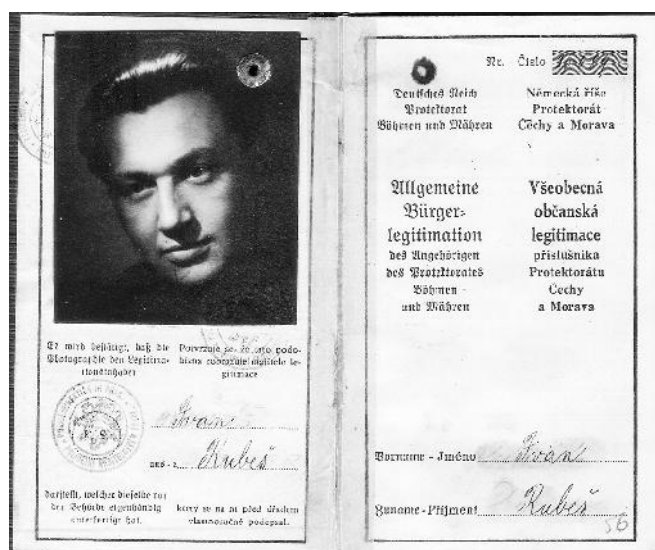 Es wird bestätigt, daß die
Photographie den Legitima-
tionsinhaber
Potvrzuje se, že tato podo-
bizna zobrazuje majitele le-
gitimace
Ivan
Kubeš
darstellt, welcher dieselbe vor
der Behörde eigenhändig
unterfertigt hat.
který se na ni před úřadem
vlastnoručně podepsal.
Nr. Číslo
Deutsches Reich
Protektorat
Böhmen und Mähren
Německá říše
Protektorát
Čechy a Morava
Allgemeine
Bürger-
legitimation
des Angehörigen
des Protektorates
Böhmen
und Mähren
Všeobecná
občanská
legitimace
příslušníka
Protektorátu
Čechy
a Morava
Vorname - Jméno Ivan
Zuname - Příjmení Kubeš
56